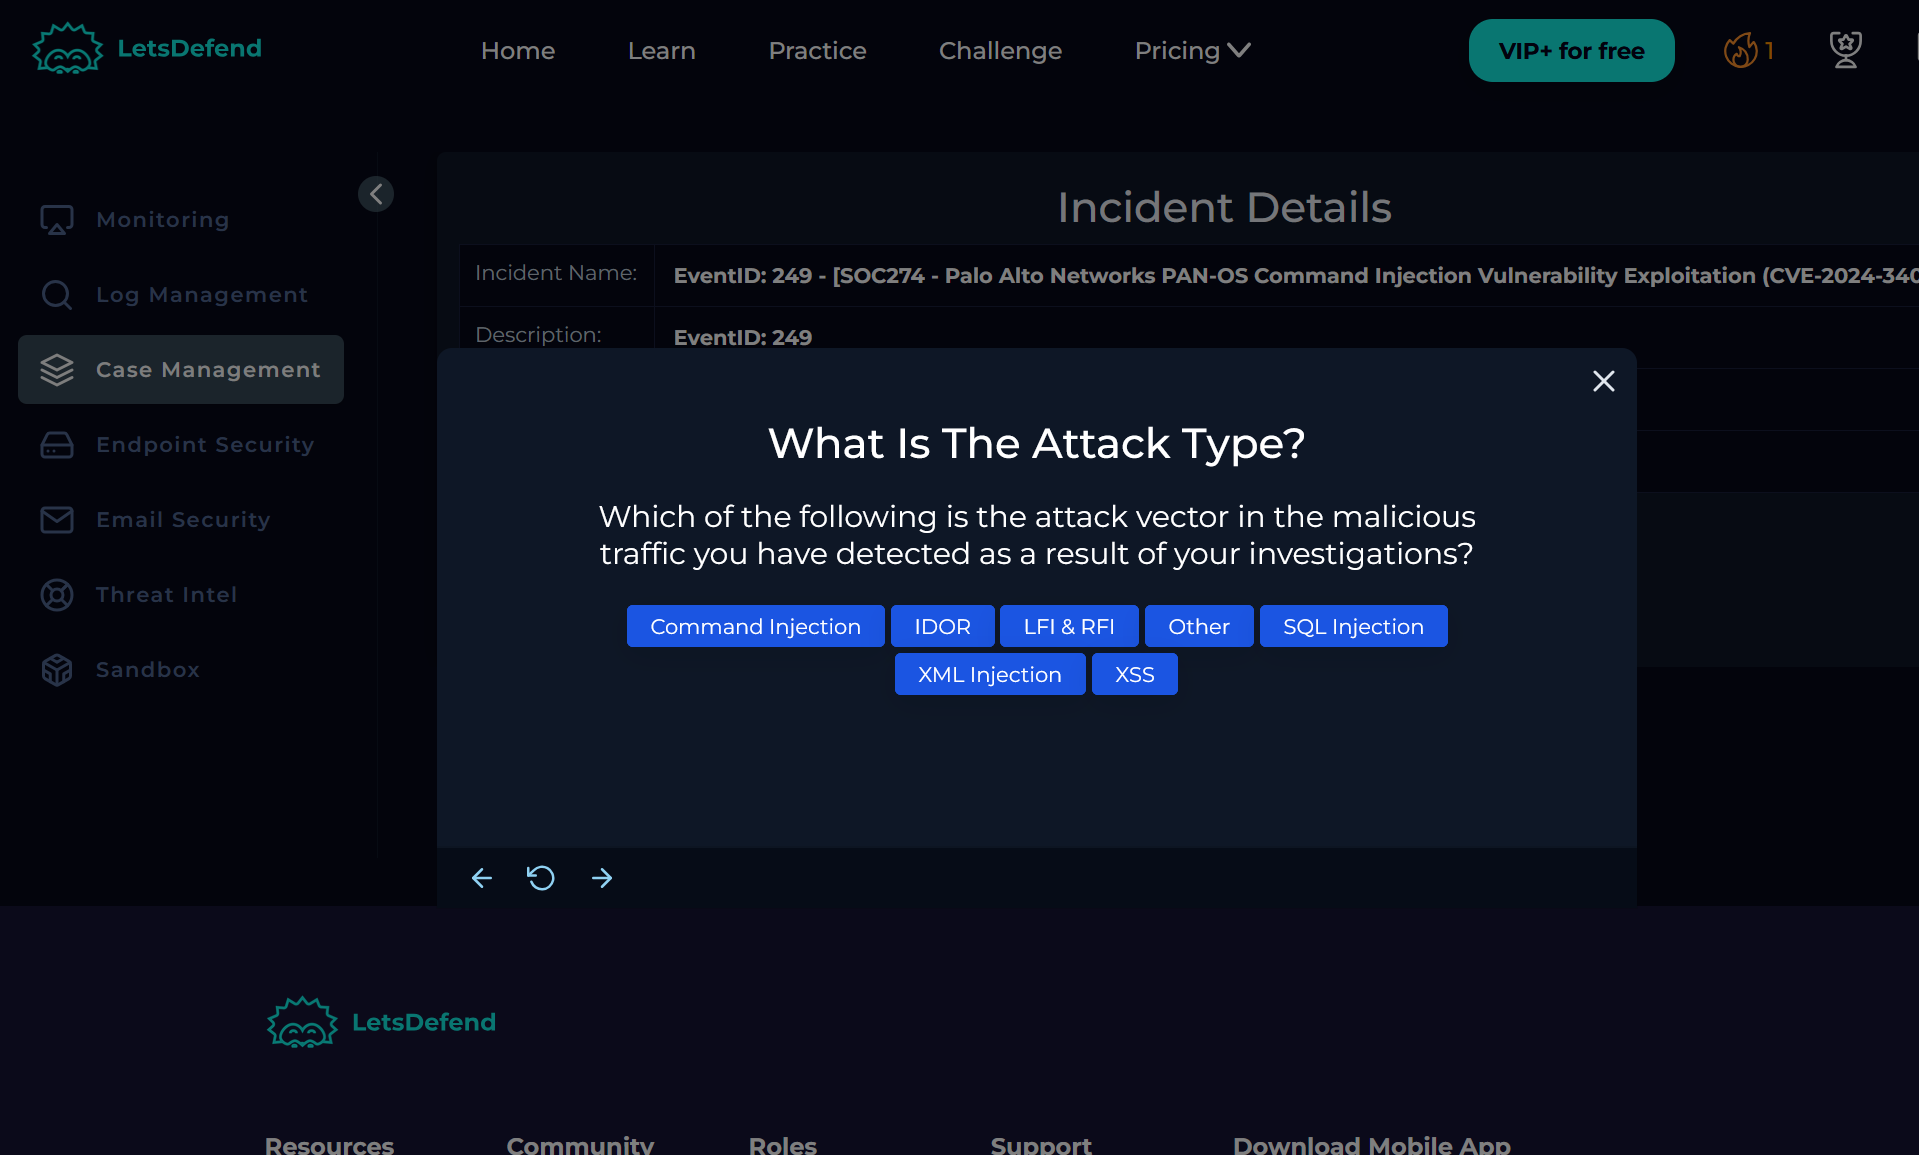 LetsDefend
Home Learn Practice Challenge Pricing VIP+ for free 1
Monitoring
Log Management
Case Management
Endpoint Security
Email Security
Threat Intel
Sandbox
Incident Details
Incident Name: EventID: 249 - [SOC274 - Palo Alto Networks PAN-OS Command Injection Vulnerability Exploitation (CVE-2024-340
Description: EventID: 249
What Is The Attack Type?
Which of the following is the attack vector in the malicious
traffic you have detected as a result of your investigations?
Command Injection IDOR LFI & RFI Other SQL Injection
XML Injection XSS
LetsDefend
Resources Community Roles Support Download Mobile App